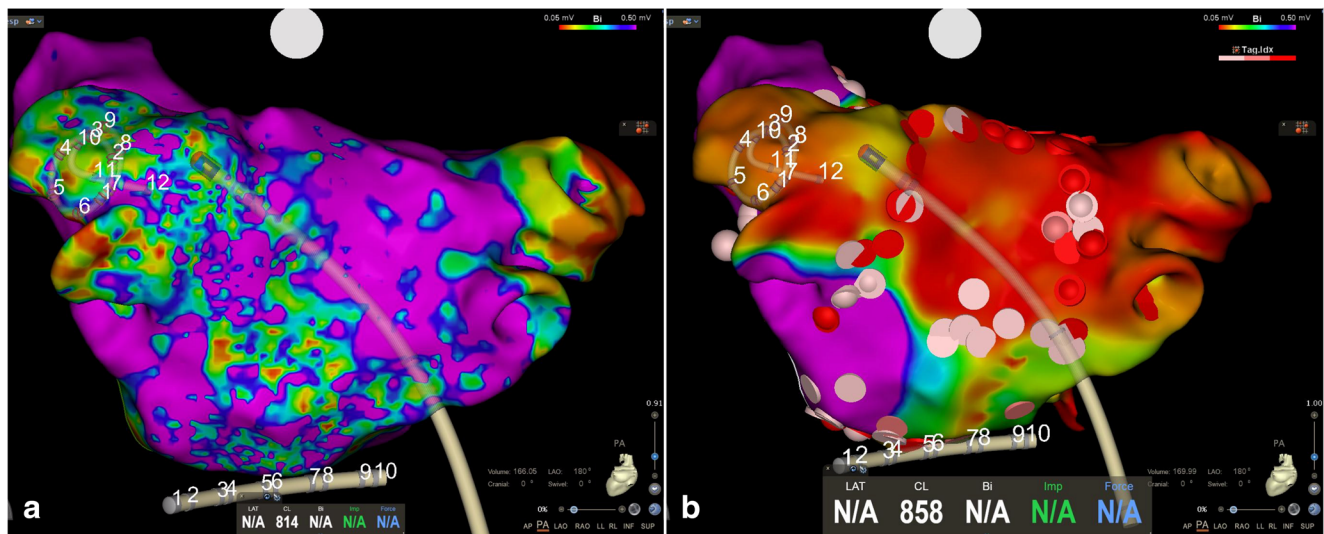 esp
0.05 mV Bi 0.50 mV
9
10 3 8
4 2
11
5 17 12
6
0.91
PA
Volume: 166.05 LAO: 180 °
Cranial: 0 ° Swivel: 0 °
1 2 3 4 5 6 7 8 9 10
LAT CL Bi Imp Force
N/A 814 N/A N/A N/A
0%
AP PA LAO RAO LL RL INF SUP
a
sp
0.05 mV Bi 0.50 mV
Tag.Idx
3 9
10 8
4 2
11
5 17 12
6
1.00
PA
Volume: 169.99 LAO: 180 °
Cranial: 0 ° Swivel: 0 °
1 2 3 4 5 6 7 8 9 10
LAT CL Bi Imp Force
N/A 858 N/A N/A N/A
0%
AP PA LAO RAO LL RL INF SUP
b